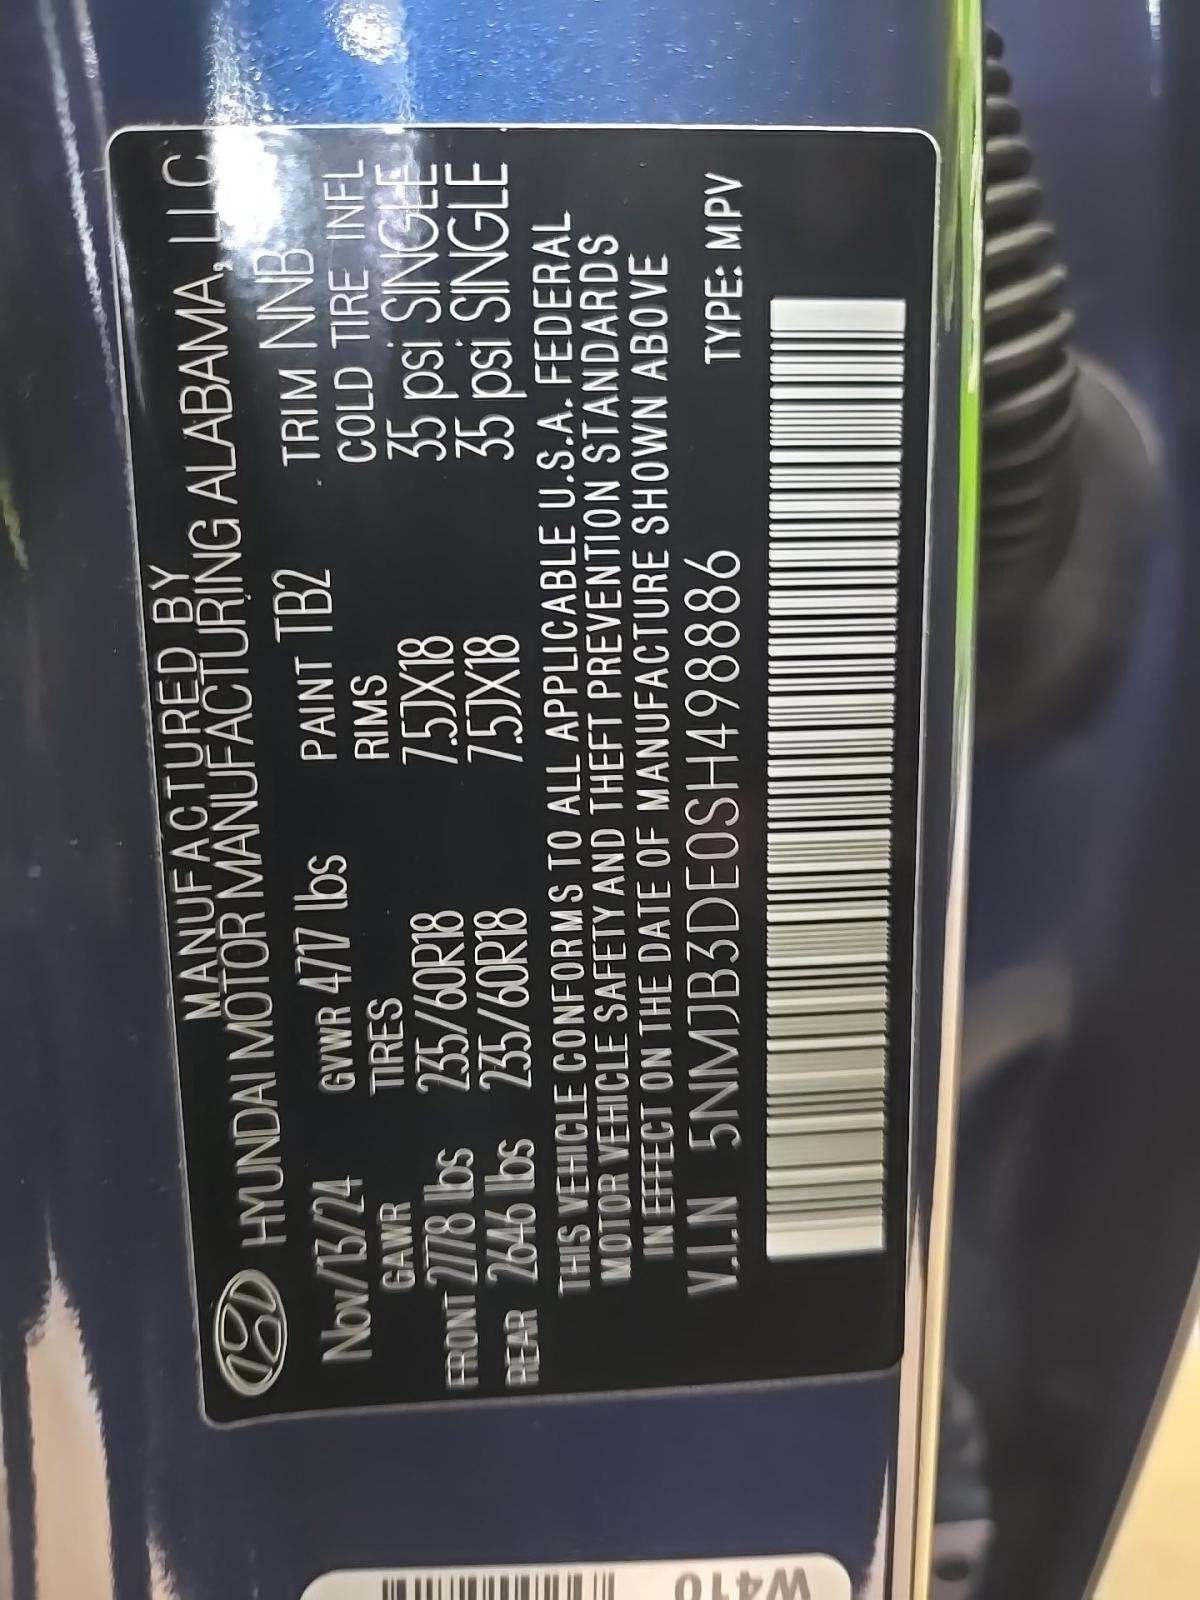 MANUFACTURED BY
HYUNDAI MOTOR MANUFACTURING ALABAMA, LLC
Nov/13/24 GVWR 4717 lbs PAINT TB2 TRIM NNB
GAWR TIRES RIMS COLD TIRE INFL
FRONT 2778 lbs 235/60R18 7.5JX18 35 psi SINGLE
REAR 2646 lbs 235/60R18 7.5JX18 35 psi SINGLE
THIS VEHICLE CONFORMS TO ALL APPLICABLE U.S.A. FEDERAL
MOTOR VEHICLE SAFETY AND THEFT PREVENTION STANDARDS
IN EFFECT ON THE DATE OF MANUFACTURE SHOWN ABOVE
V.I.N 5NMJB3DE0SH498886
TYPE: MPV
W410